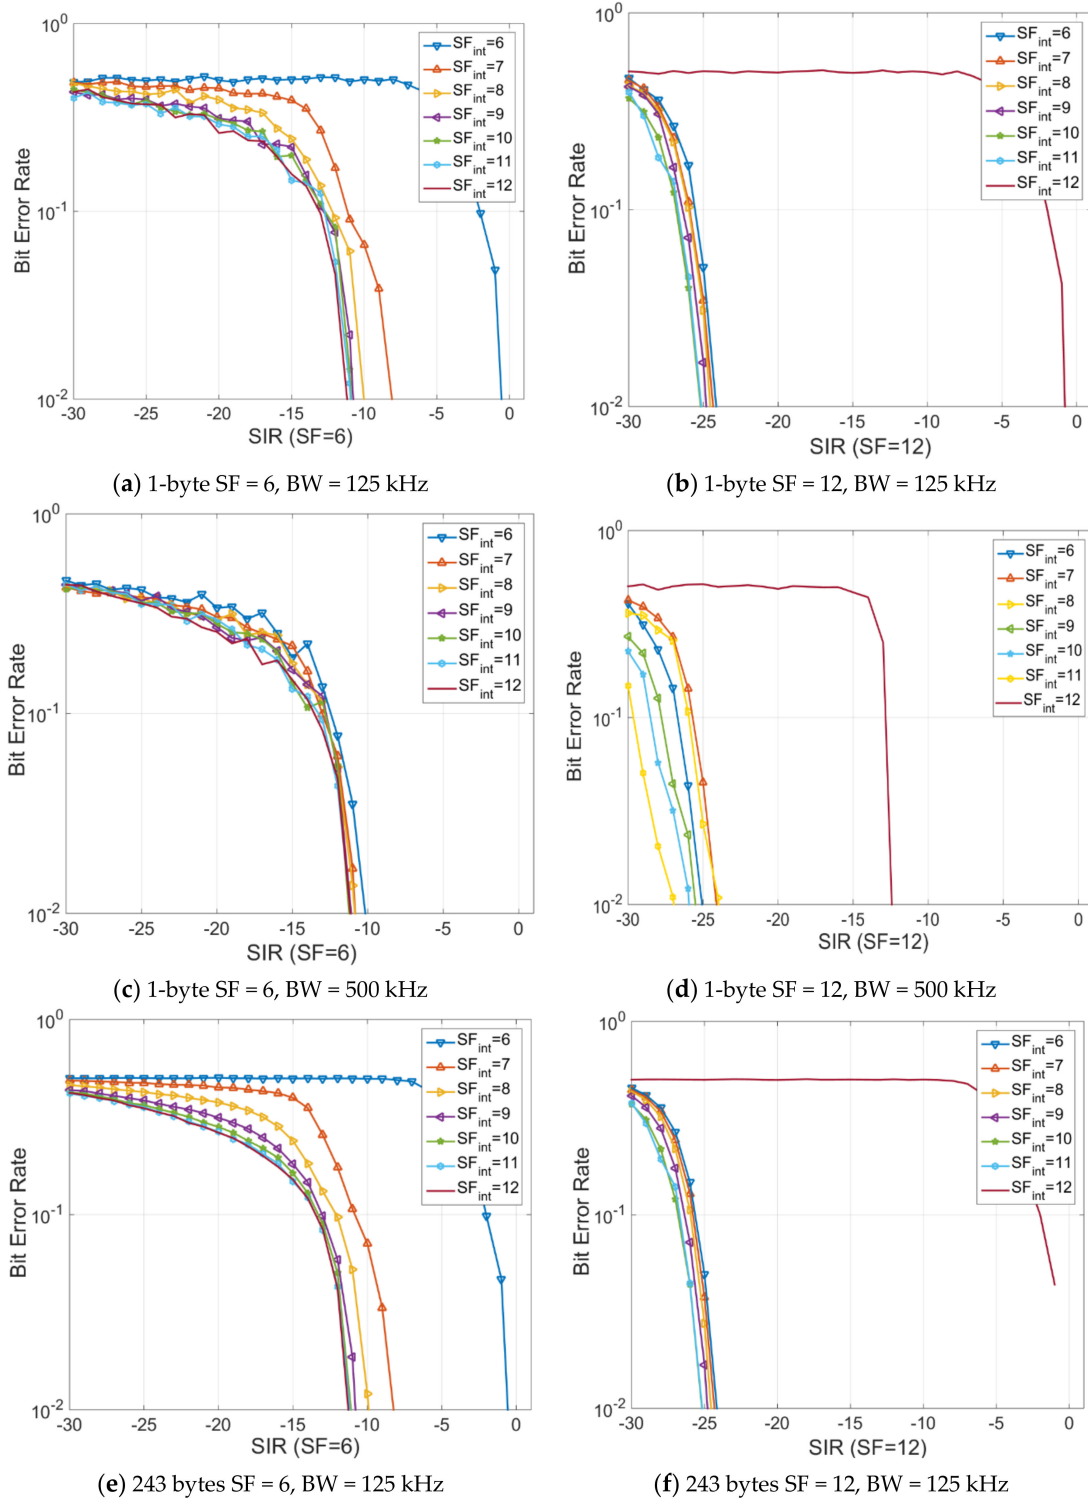 10^0
10^-1
10^-2
Bit Error Rate
-30 -25 -20 -15 -10 -5 0
SIR (SF=6)
SF_int=6
SF_int=7
SF_int=8
SF_int=9
SF_int=10
SF_int=11
SF_int=12
(a) 1-byte SF = 6, BW = 125 kHz
10^0
10^-1
10^-2
Bit Error Rate
-30 -25 -20 -15 -10 -5 0
SIR (SF=12)
SF_int=6
SF_int=7
SF_int=8
SF_int=9
SF_int=10
SF_int=11
SF_int=12
(b) 1-byte SF = 12, BW = 125 kHz
10^0
10^-1
10^-2
Bit Error Rate
-30 -25 -20 -15 -10 -5 0
SIR (SF=6)
SF_int=6
SF_int=7
SF_int=8
SF_int=9
SF_int=10
SF_int=11
SF_int=12
(c) 1-byte SF = 6, BW = 500 kHz
10^0
10^-1
10^-2
Bit Error Rate
-30 -25 -20 -15 -10 -5 0
SIR (SF=12)
SF_int=6
SF_int=7
SF_int=8
SF_int=9
SF_int=10
SF_int=11
SF_int=12
(d) 1-byte SF = 12, BW = 500 kHz
10^0
10^-1
10^-2
Bit Error Rate
-30 -25 -20 -15 -10 -5 0
SIR (SF=6)
SF_int=6
SF_int=7
SF_int=8
SF_int=9
SF_int=10
SF_int=11
SF_int=12
(e) 243 bytes SF = 6, BW = 125 kHz
10^0
10^-1
10^-2
Bit Error Rate
-30 -25 -20 -15 -10 -5 0
SIR (SF=12)
SF_int=6
SF_int=7
SF_int=8
SF_int=9
SF_int=10
SF_int=11
SF_int=12
(f) 243 bytes SF = 12, BW = 125 kHz